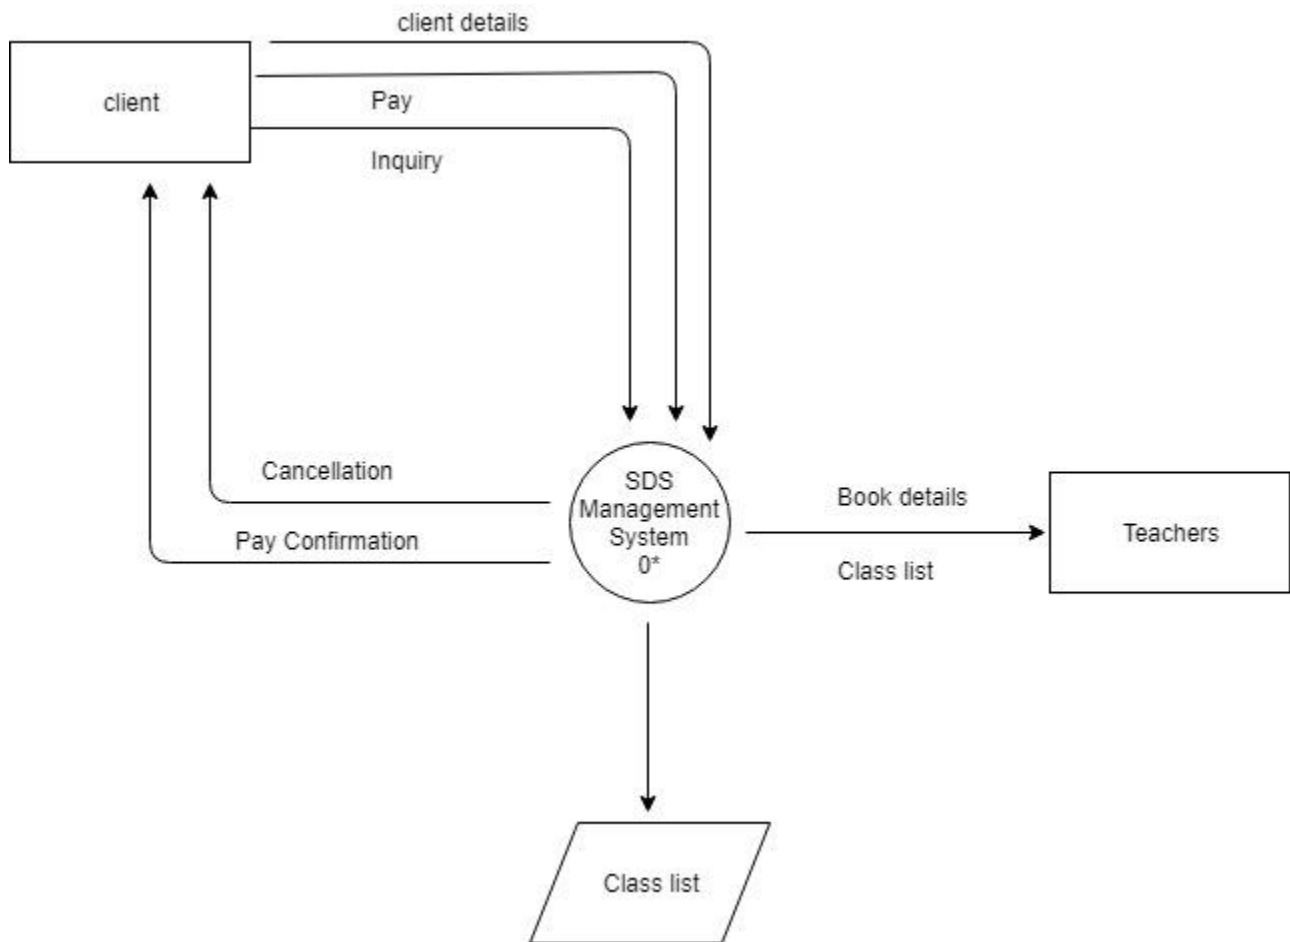 client details
client
Pay
Inquiry
Cancellation
Pay Confirmation
SDS
Management
System
0*
Book details
Class list
Teachers
Class list